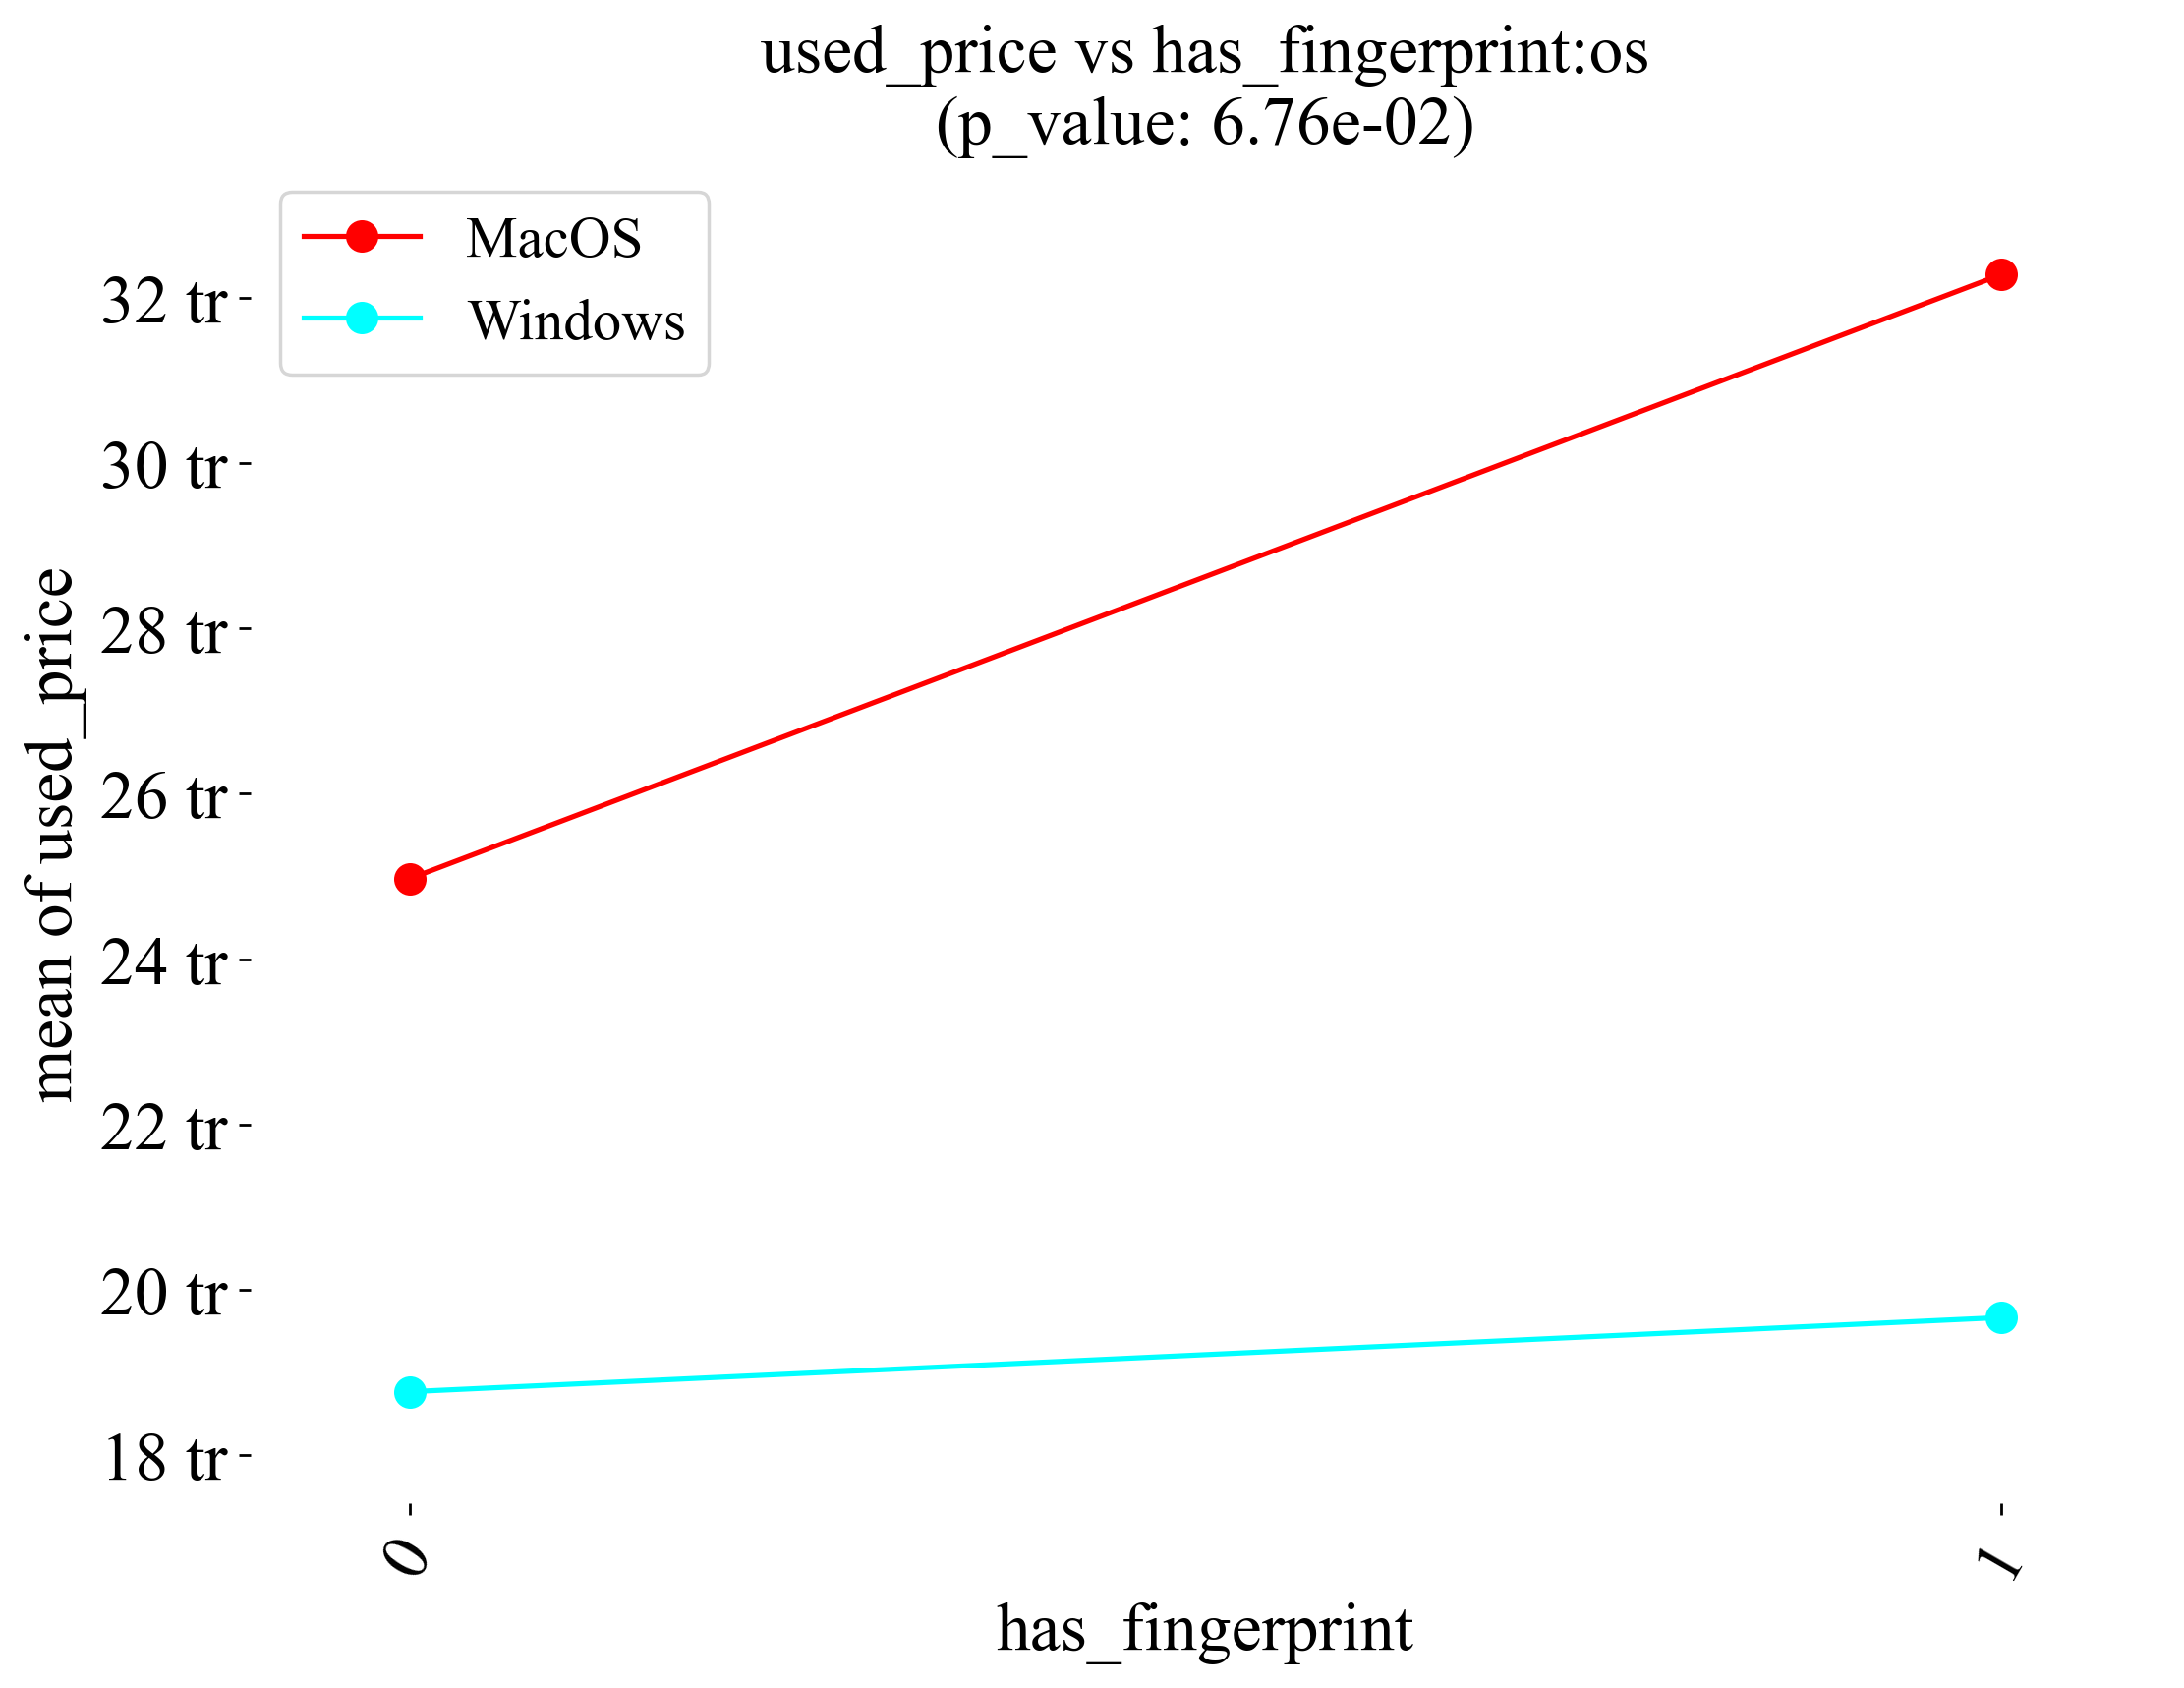 used_price vs has_fingerprint:os
(p_value: 6.76e-02)
MacOS
Windows
32 tr
30 tr
28 tr
26 tr
24 tr
22 tr
20 tr
18 tr
mean of used_price
0
1
has_fingerprint